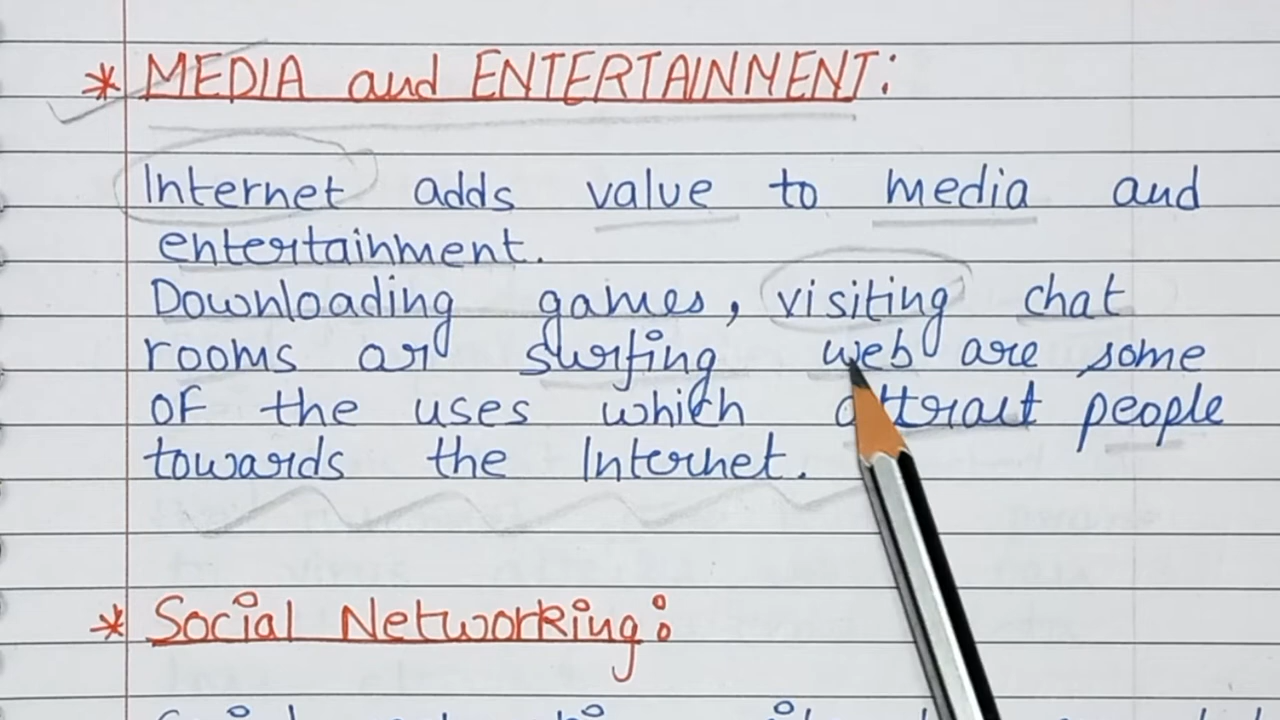 * MEDIA and ENTERTAINMENT:
Internet adds value to media and
entertainment.
Downloading games, visiting chat
rooms or surfing web are some
of the uses which attract people
towards the Internet.
* Social Networking: